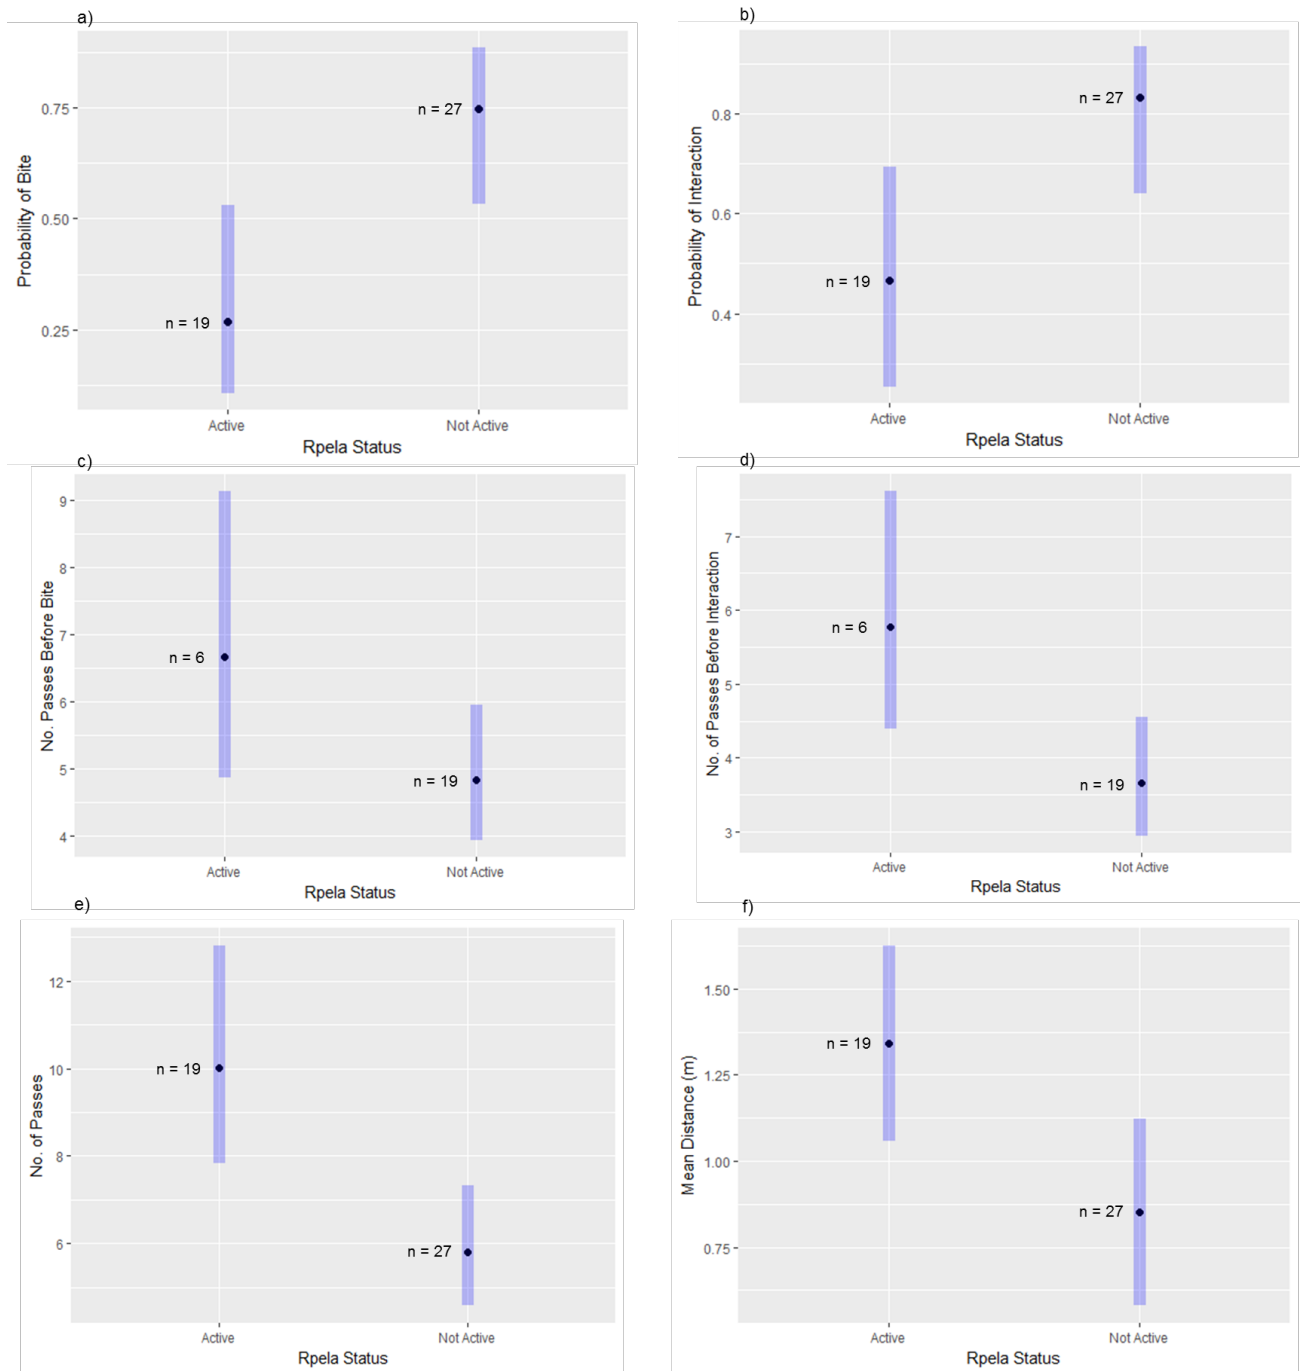 a)
Probability of Bite
0.75
0.50
0.25
n = 27
n = 19
Active
Not Active
Rpela Status
b)
Probability of Interaction
0.8
0.6
0.4
n = 27
n = 19
Active
Not Active
Rpela Status
c)
No. Passes Before Bite
9
8
7
6
5
4
n = 6
n = 19
Active
Not Active
Rpela Status
d)
No. of Passes Before Interaction
7
6
5
4
3
n = 6
n = 19
Active
Not Active
Rpela Status
e)
No. of Passes
12
10
8
6
n = 19
n = 27
Active
Not Active
Rpela Status
f)
Mean Distance (m)
1.50
1.25
1.00
0.75
n = 19
n = 27
Active
Not Active
Rpela Status